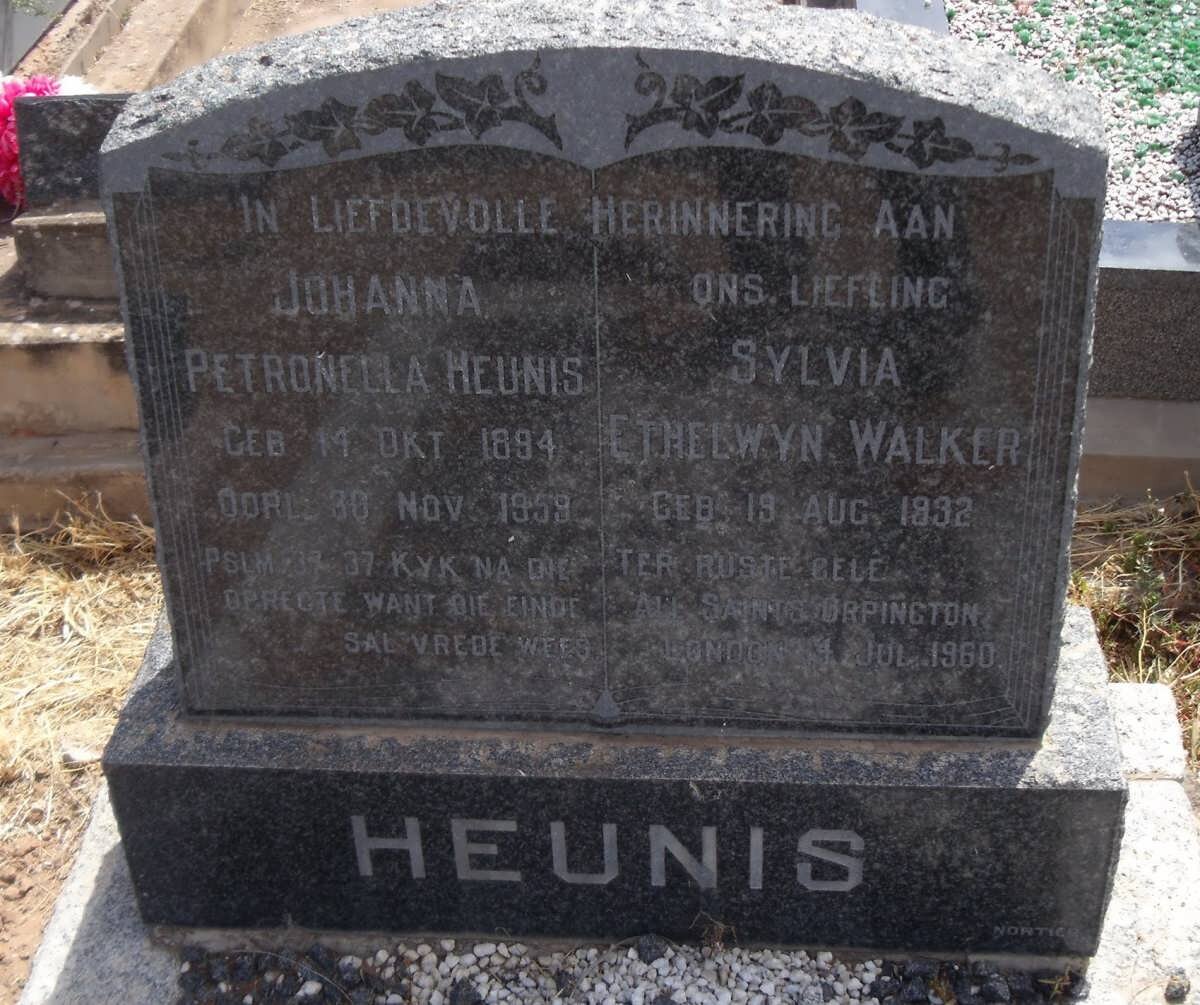 IN LIEFDEVOLLE HERINNERING AAN
JOHANNA
PETRONELLA HEUNIS
GEB 14 OKT 1894
OORL. 30 NOV 1959
PSLM 37 37 KYK NA DIE
OPREGTE WANT DIE EINDE
SAL VREDE WEES
ONS LIEFLING
SYLVIA
ETHELWYN WALKER
GEB 19 AUG 1932
TER RUSTE GELÊ
ALL SAINTS ORPINGTON
LONDON 14 JUL 1960
HEUNIS